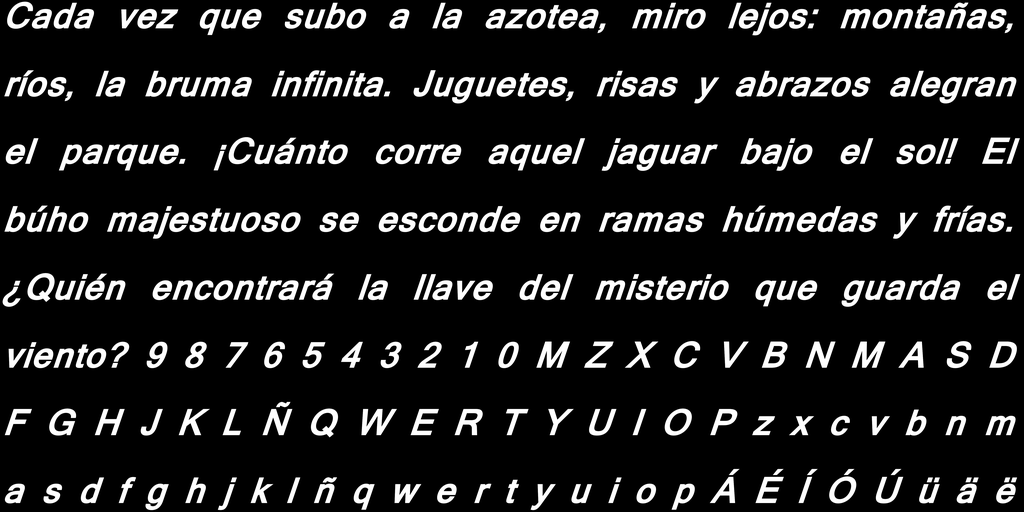 Cada vez que subo a la azotea, miro lejos: montañas,
ríos, la bruma infinita. Juguetes, risas y abrazos alegran
el parque. ¡Cuánto corre aquel jaguar bajo el sol! El
búho majestuoso se esconde en ramas húmedas y frías.
¿Quién encontrará la llave del misterio que guarda el
viento? 9 8 7 6 5 4 3 2 1 0 M Z X C V B N M A S D
F G H J K L Ñ Q W E R T Y U I O P z x c v b n m
a s d f g h j k l ñ q w e r t y u i o p Á É Í Ó Ú ü ä ë